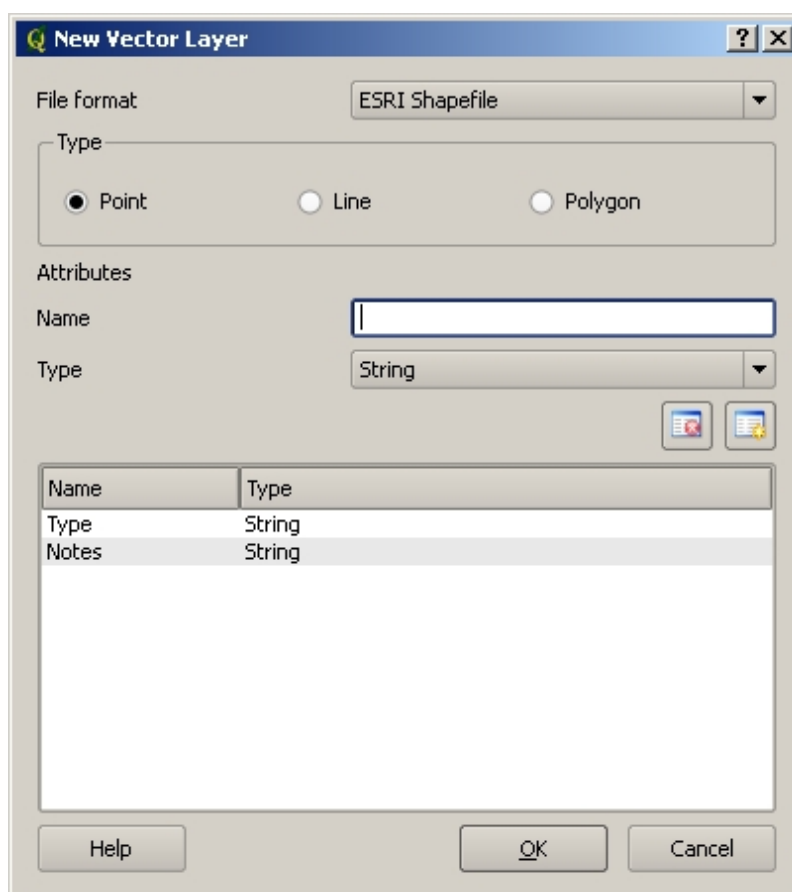 New Vector Layer
File format ESRI Shapefile
Type
Point Line Polygon
Attributes
Name
Type String
Name Type
Type String
Notes String
Help OK Cancel